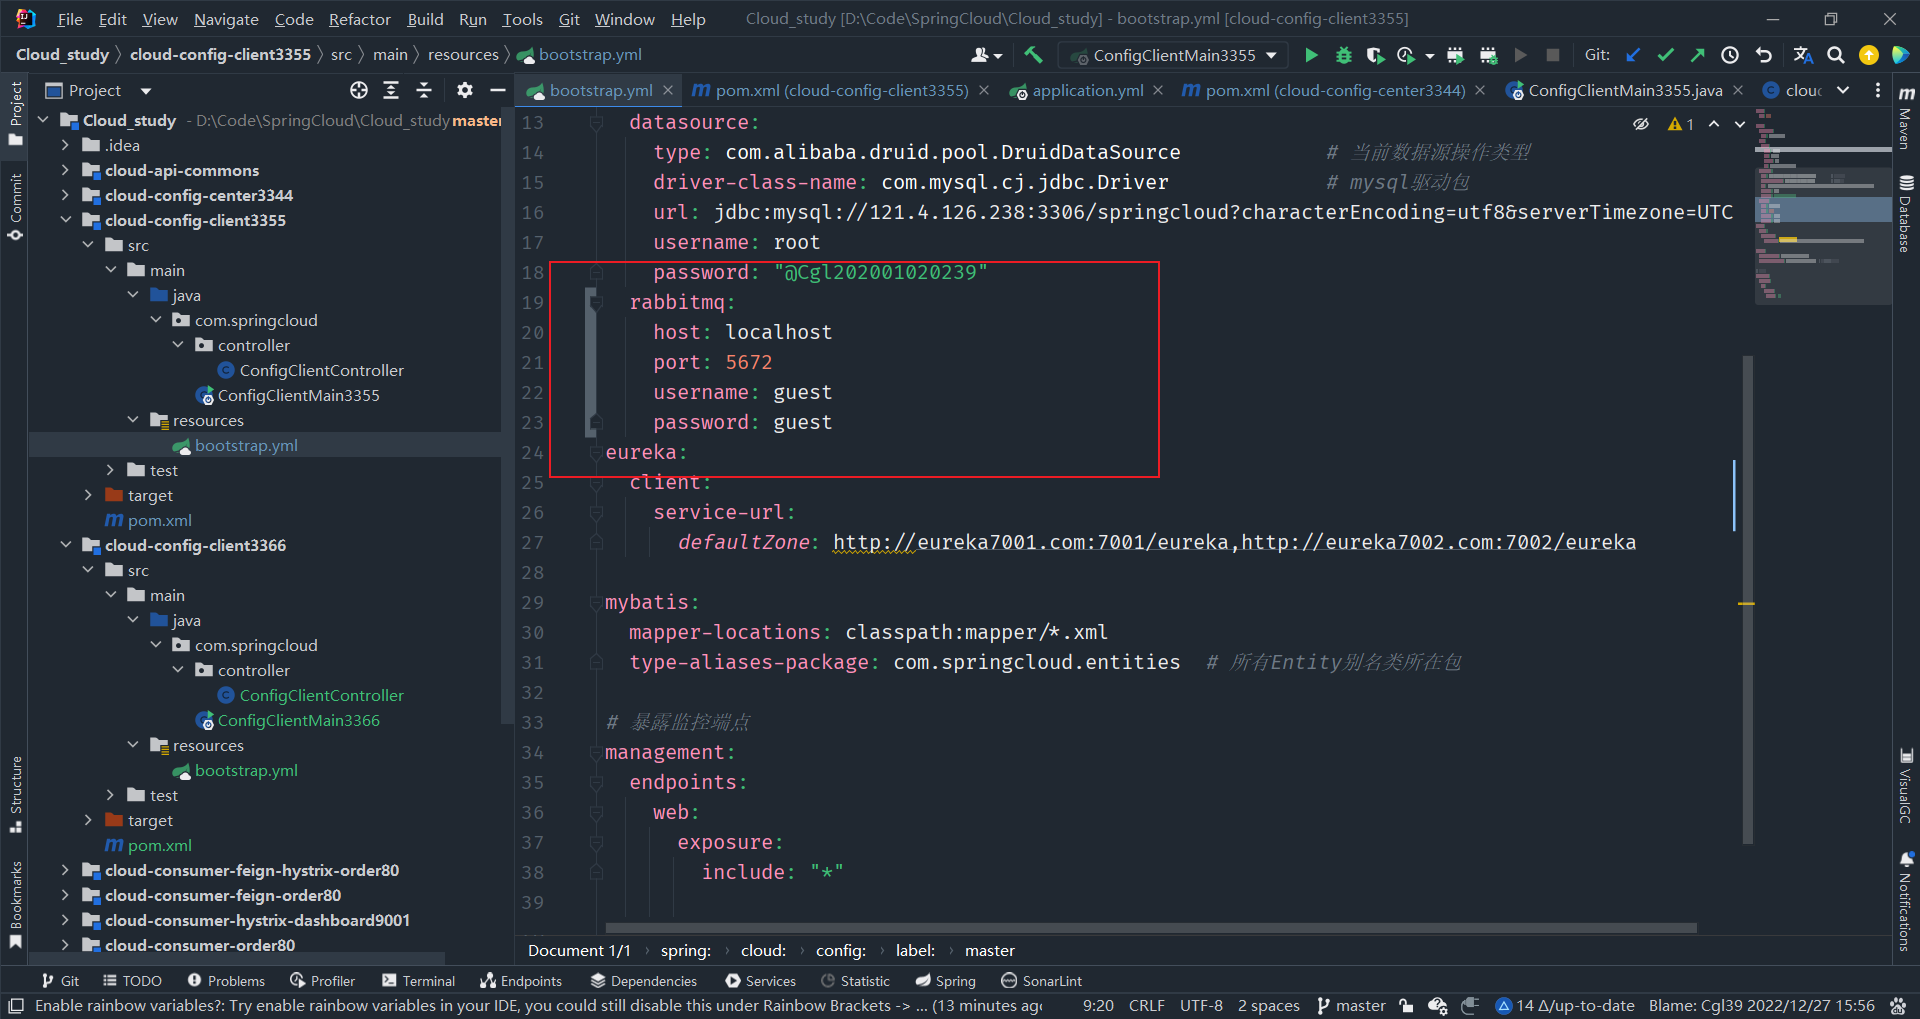 File Edit View Navigate Code Refactor Build Run Tools Git Window Help Cloud_study [D:\Code\SpringCloud\Cloud_study] - bootstrap.yml [cloud-config-client3355]
Cloud_study cloud-config-client3355 src main resources bootstrap.yml ConfigClientMain3355 Git:
Project
bootstrap.yml pom.xml (cloud-config-client3355) application.yml pom.xml (cloud-config-center3344) ConfigClientMain3355.java clou
Project
Commit
Structure
Bookmarks
Cloud_study - D:\Code\SpringCloud\Cloud_study master
.idea
cloud-api-commons
cloud-config-center3344
cloud-config-client3355
src
main
java
com.springcloud
controller
ConfigClientController
ConfigClientMain3355
resources
bootstrap.yml
test
target
pom.xml
cloud-config-client3366
src
main
java
com.springcloud
controller
ConfigClientController
ConfigClientMain3366
resources
bootstrap.yml
test
target
pom.xml
cloud-consumer-feign-hystrix-order80
cloud-consumer-feign-order80
cloud-consumer-hystrix-dashboard9001
cloud-consumer-order80
1
13 datasource:
14 type: com.alibaba.druid.pool.DruidDataSource # 当前数据源操作类型
15 driver-class-name: com.mysql.cj.jdbc.Driver # mysql驱动包
16 url: jdbc:mysql://121.4.126.238:3306/springcloud?characterEncoding=utf8&serverTimezone=UTC
17 username: root
18 password: "@Cgl202001020239"
19 rabbitmq:
20 host: localhost
21 port: 5672
22 username: guest
23 password: guest
24 eureka:
25 client:
26 service-url:
27 defaultZone: http://eureka7001.com:7001/eureka,http://eureka7002.com:7002/eureka
28
29 mybatis:
30 mapper-locations: classpath:mapper/*.xml
31 type-aliases-package: com.springcloud.entities # 所有Entity别名类所在包
32
33 # 暴露监控端点
34 management:
35 endpoints:
36 web:
37 exposure:
38 include: "*"
39
Maven
Database
VisualGC
Notifications
Document 1/1 spring: cloud: config: label: master
Git TODO Problems Profiler Terminal Endpoints Dependencies Services Statistic Spring SonarLint
Enable rainbow variables?: Try enable rainbow variables in your IDE, you could still disable this under Rainbow Brackets -> ... (13 minutes ago 9:20 CRLF UTF-8 2 spaces master 14 Δ/up-to-date Blame: Cgl39 2022/12/27 15:56